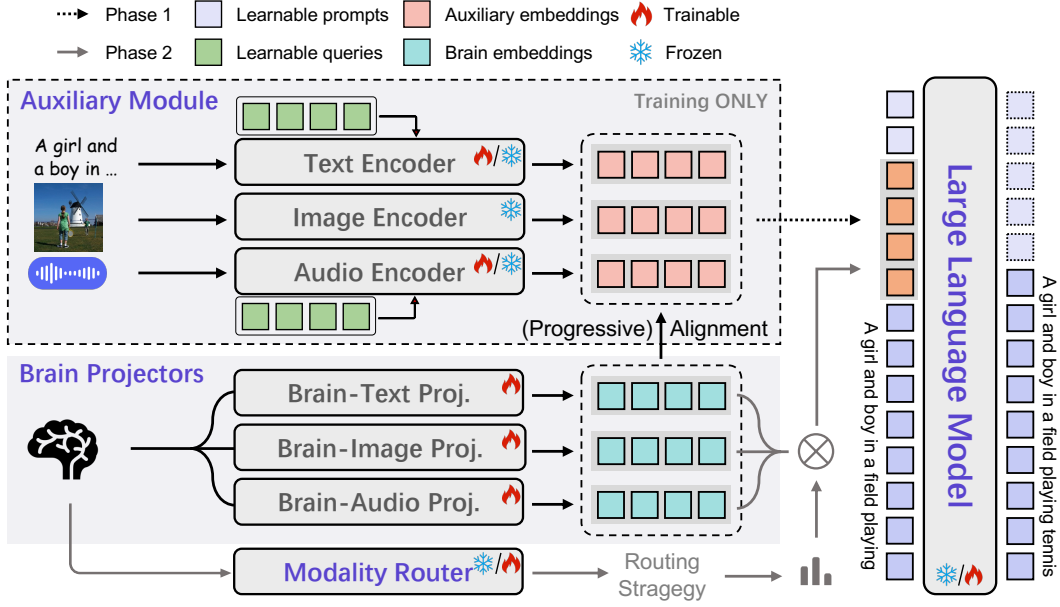 Phase 1
Learnable prompts
Auxiliary embeddings
Trainable
Phase 2
Learnable queries
Brain embeddings
Frozen
Auxiliary Module
Training ONLY
A girl and
a boy in ...
Text Encoder
/
Image Encoder
Audio Encoder
/
(Progressive) Alignment
Brain Projectors
Brain-Text Proj.
Brain-Image Proj.
Brain-Audio Proj.
Modality Router
/
Routing
Stragegy
A girl and boy in a field playing
Large Language Model
/
A girl and boy in a field playing tennis